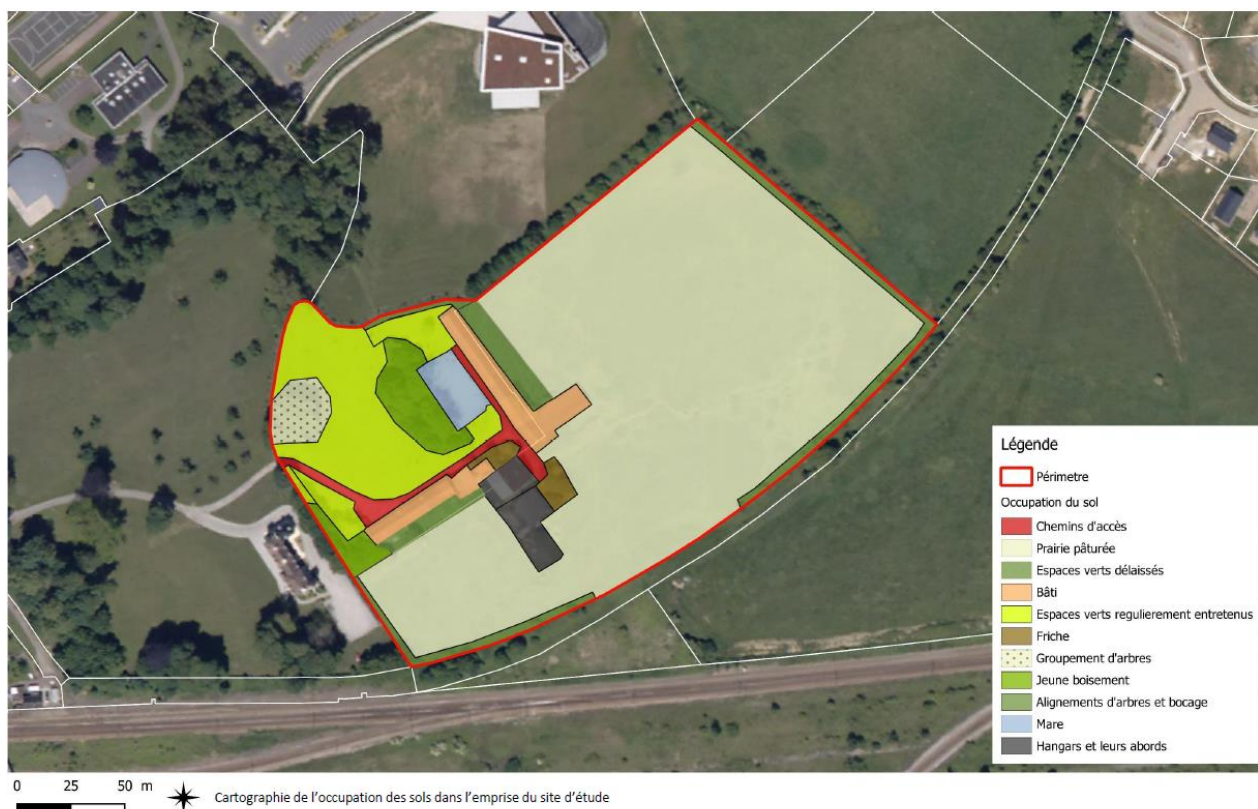 Légende
Périmetre
Occupation du sol
Chemins d'accès
Prairie pâturée
Espaces verts délaissés
Bâti
Espaces verts regulierement entretenus
Friche
Groupement d'arbres
Jeune boisement
Alignements d'arbres et bocage
Mare
Hangars et leurs abords
0 25 50 m
Cartographie de l'occupation des sols dans l'emprise du site d'étude